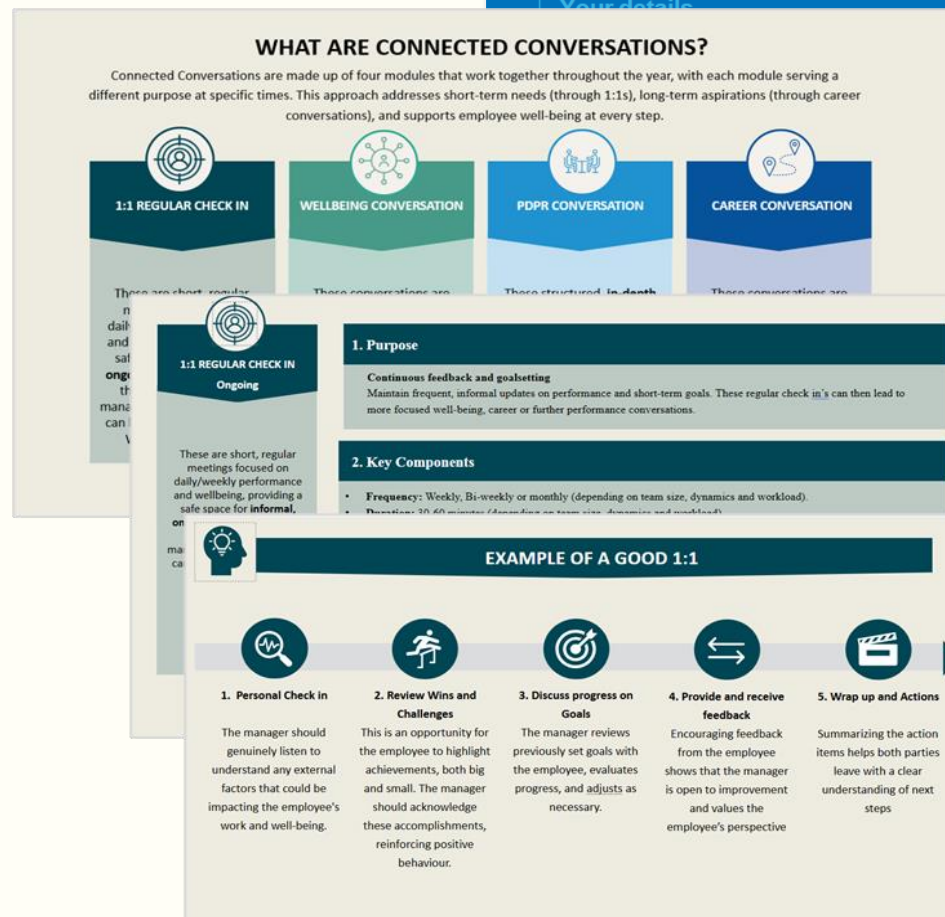 Your details
WHAT ARE CONNECTED CONVERSATIONS?
Connected Conversations are made up of four modules that work together throughout the year, with each module serving a
different purpose at specific times. This approach addresses short-term needs (through 1:1s), long-term aspirations (through career
conversations), and supports employee well-being at every step.
1:1 REGULAR CHECK IN
WELLBEING CONVERSATION
PDPR CONVERSATION
CAREER CONVERSATION
These are short, regular
These conversations are
These structured, in-depth
These conversations are
and
can
1:1 REGULAR CHECK IN
Ongoing
These are short, regular
meetings focused on
daily/weekly performance
and wellbeing, providing a
safe space for informal,
1. Purpose
Continuous feedback and goalsetting
Maintain frequent, informal updates on performance and short-term goals. These regular check in's can then lead to
more focused well-being, career or further performance conversations.
2. Key Components
• Frequency: Weekly, Bi-weekly or monthly (depending on team size, dynamics and workload).
• Duration: 30-60 minutes (depending on team size, dynamics and workload)
EXAMPLE OF A GOOD 1:1
1. Personal Check in
The manager should
genuinely listen to
understand any external
factors that could be
impacting the employee's
work and well-being.
2. Review Wins and
Challenges
This is an opportunity for
the employee to highlight
achievements, both big
and small. The manager
should acknowledge
these accomplishments,
reinforcing positive
behaviour.
3. Discuss progress on
Goals
The manager reviews
previously set goals with
the employee, evaluates
progress, and adjusts as
necessary.
4. Provide and receive
feedback
Encouraging feedback
from the employee
shows that the manager
is open to improvement
and values the
employee's perspective
5. Wrap up and Actions
Summarizing the action
items helps both parties
leave with a clear
understanding of next
steps